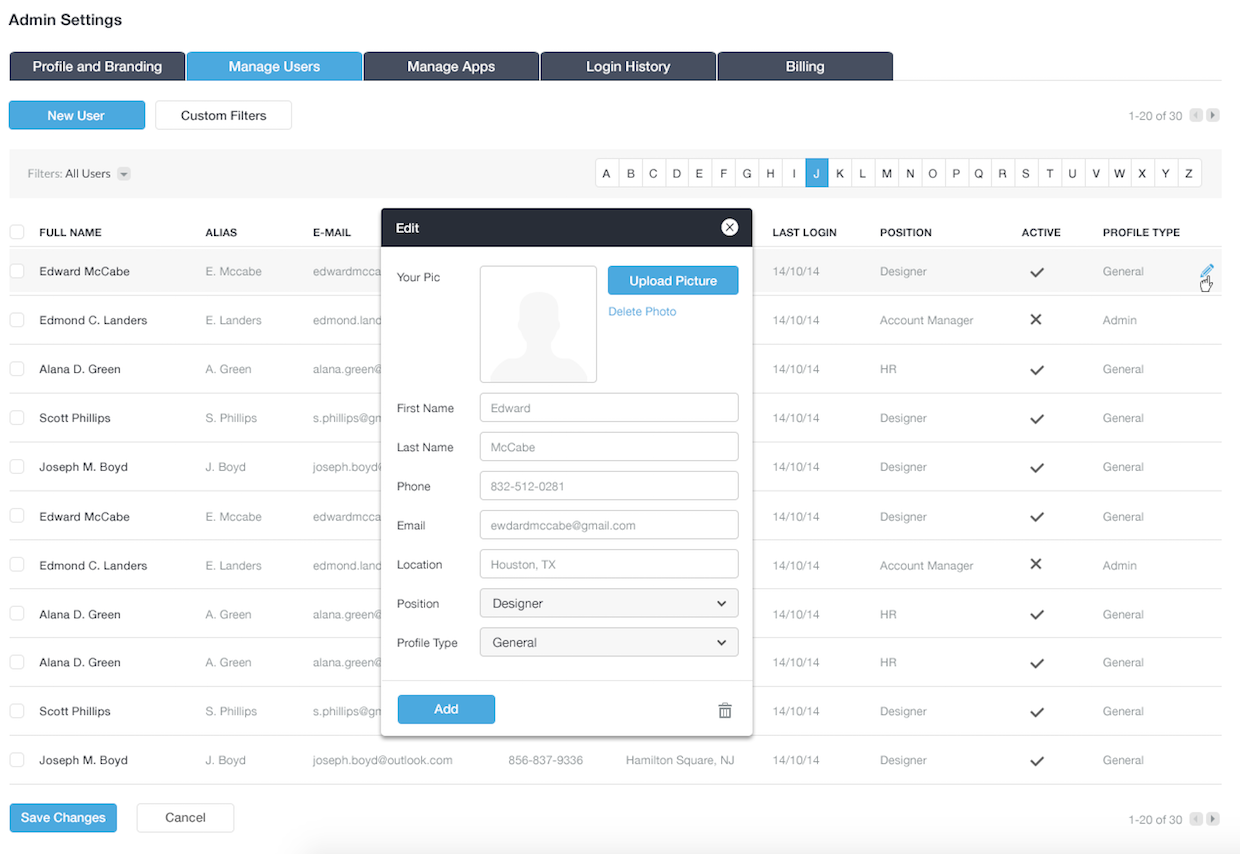 Admin Settings
Profile and Branding Manage Users Manage Apps Login History Billing
New User Custom Filters 1-20 of 30
Filters: All Users A B C D E F G H I J K L M N O P Q R S T U V W X Y Z
FULL NAME ALIAS E-MAIL LAST LOGIN POSITION ACTIVE PROFILE TYPE
Edward McCabe E. Mccabe edwardmcca 14/10/14 Designer General
Edmond C. Landers E. Landers edmond.land 14/10/14 Account Manager Admin
Alana D. Green A. Green alana.green@ 14/10/14 HR General
Scott Phillips S. Phillips s.phillips@gm 14/10/14 Designer General
Joseph M. Boyd J. Boyd joseph.boyd@ 14/10/14 Designer General
Edward McCabe E. Mccabe edwardmcca 14/10/14 Designer General
Edmond C. Landers E. Landers edmond.land 14/10/14 Account Manager Admin
Alana D. Green A. Green alana.green@ 14/10/14 HR General
Alana D. Green A. Green alana.green@ 14/10/14 HR General
Scott Phillips S. Phillips s.phillips@gm 14/10/14 Designer General
Joseph M. Boyd J. Boyd joseph.boyd@outlook.com 856-837-9336 Hamilton Square, NJ 14/10/14 Designer General
Edit
Your Pic Upload Picture
Delete Photo
First Name Edward
Last Name McCabe
Phone 832-512-0281
Email ewdardmccabe@gmail.com
Location Houston, TX
Position Designer
Profile Type General
Add
Save Changes Cancel 1-20 of 30